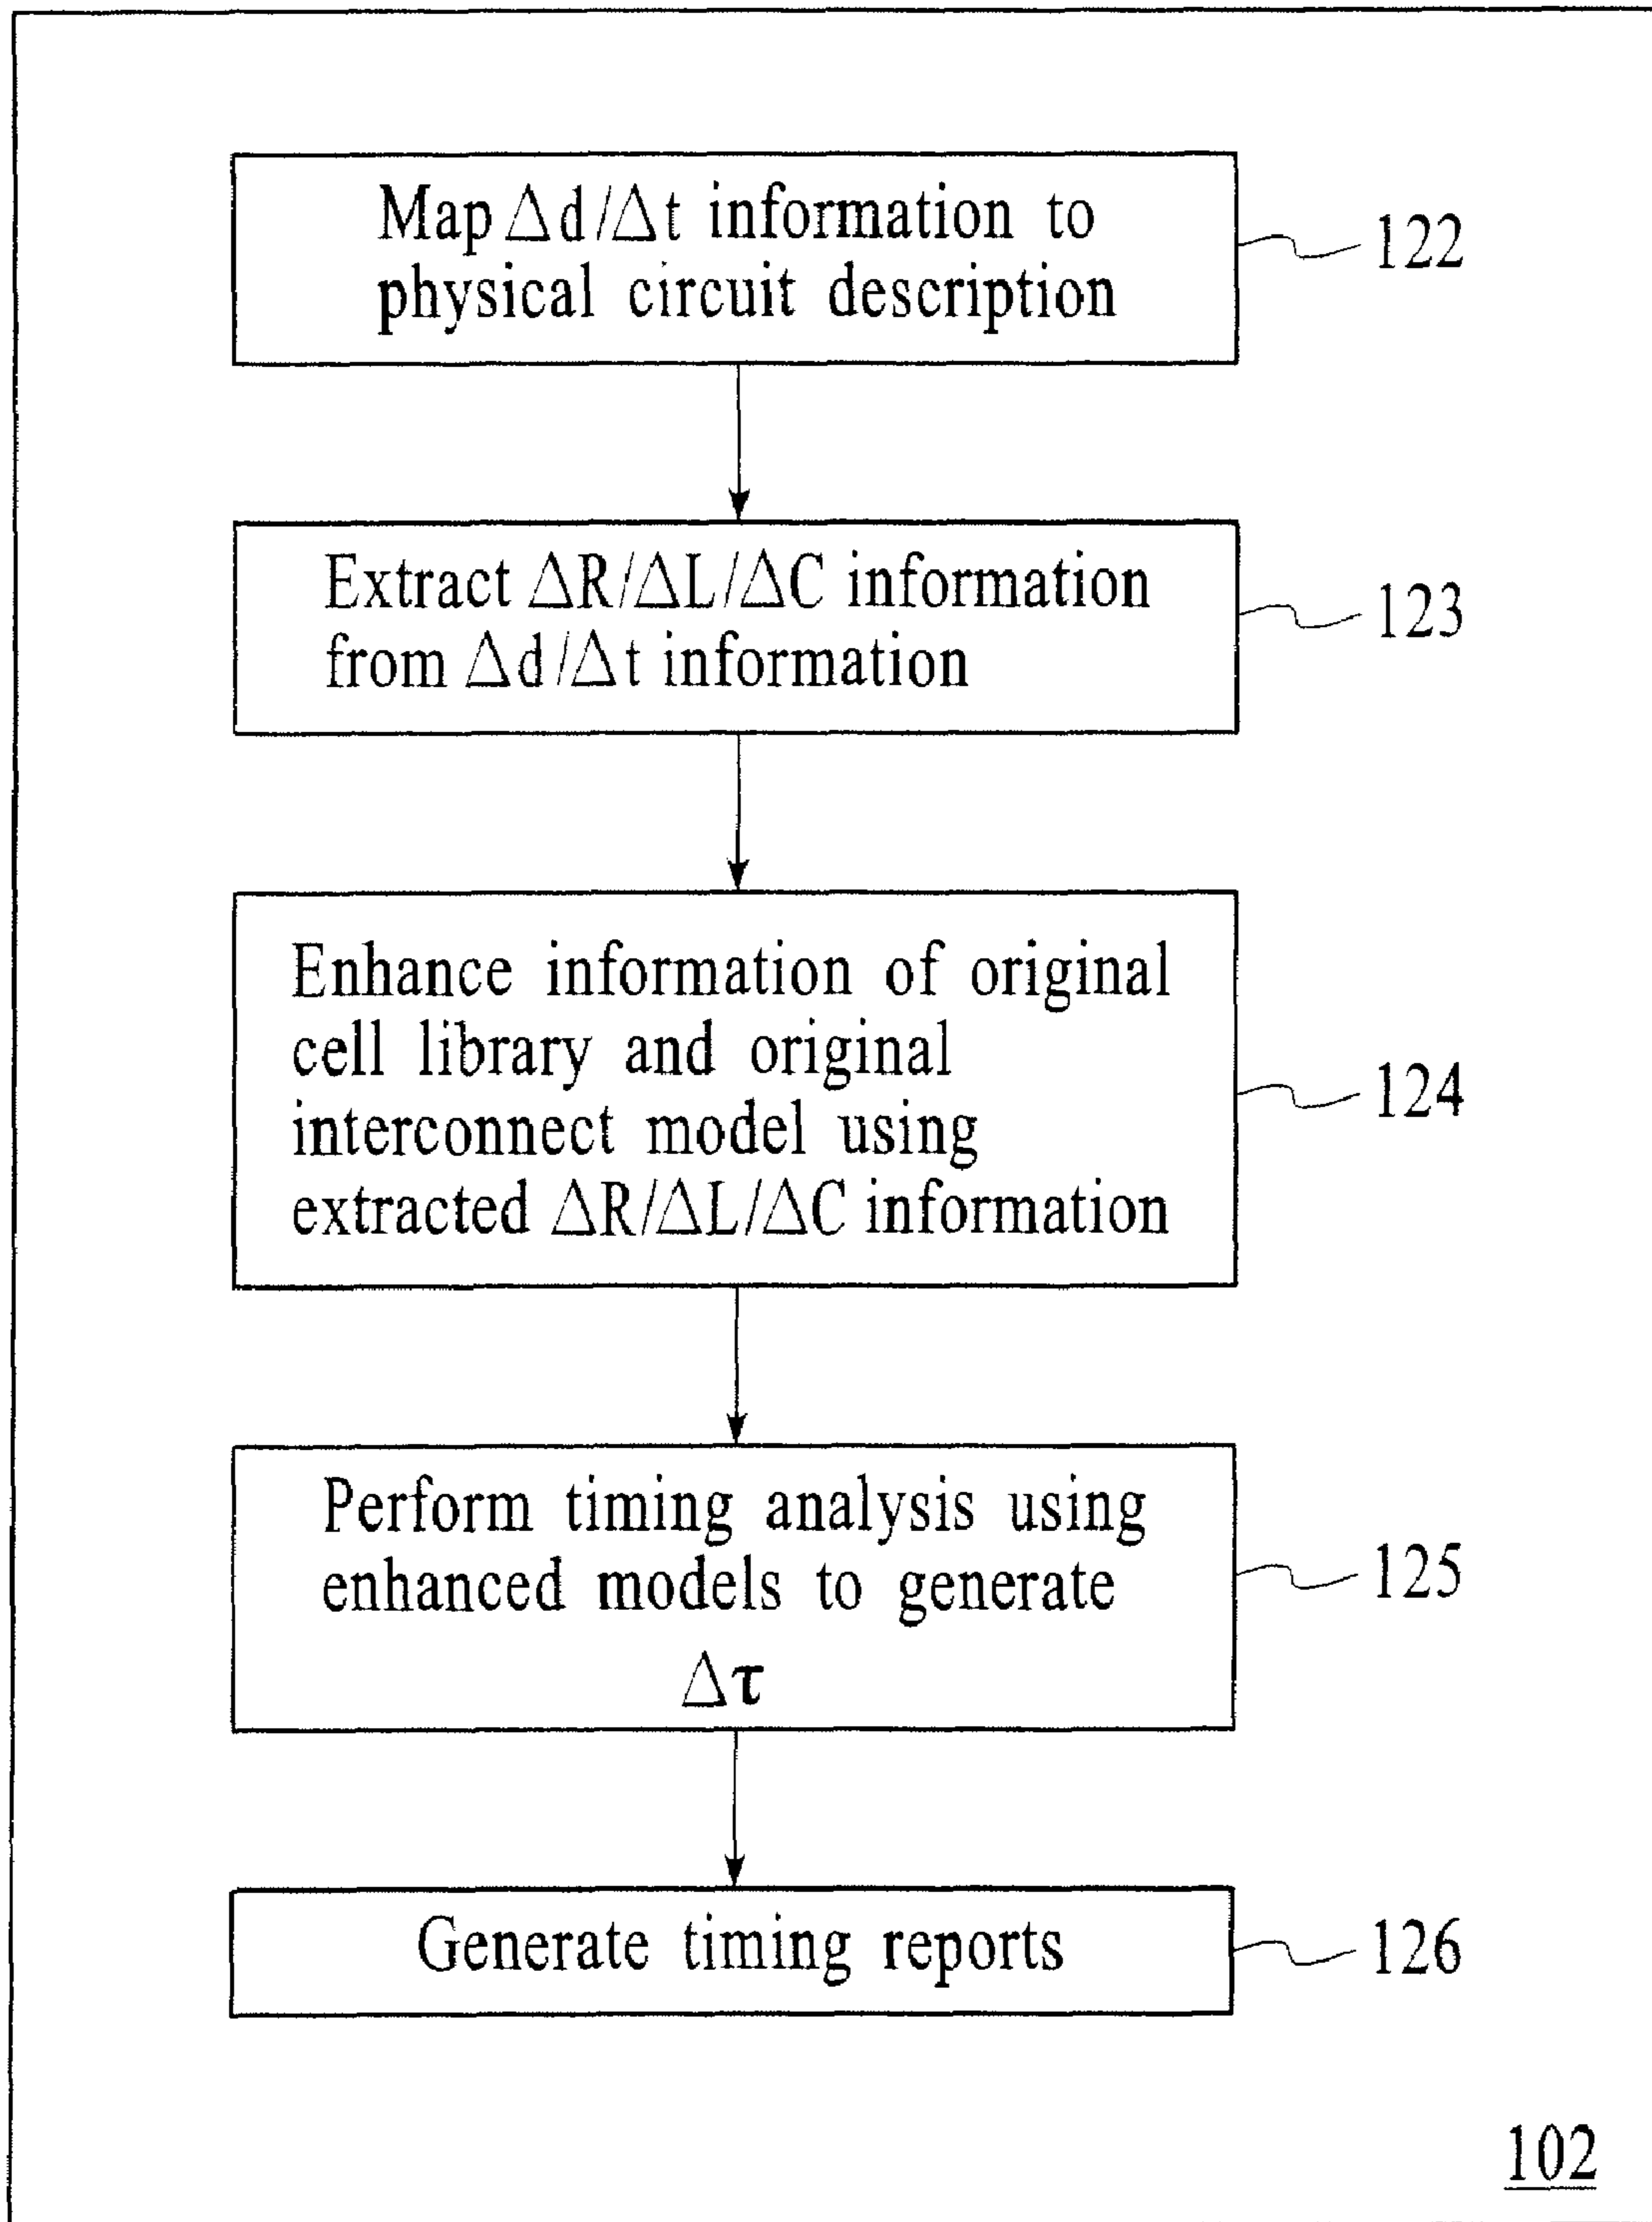 Map Δd/Δt information to
physical circuit description
122
Extract ΔR/ΔL/ΔC information
from Δd/Δt information
123
Enhance information of original
cell library and original
interconnect model using
extracted ΔR/ΔL/ΔC information
124
Perform timing analysis using
enhanced models to generate
Δτ
125
Generate timing reports
126
102